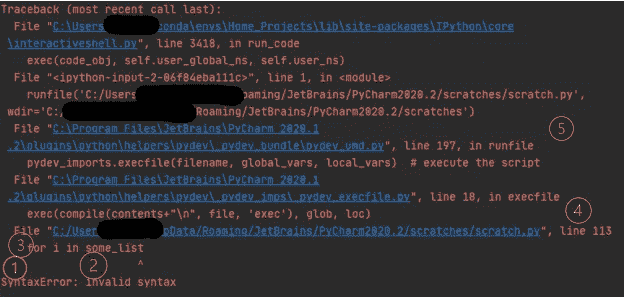 Traceback (most recent call last):
File "C:\Users conda\envs\Home_Projects\lib\site-packages\IPython\core
\interactiveshell.py", line 3418, in run_code
exec(code_obj, self.user_global_ns, self.user_ns)
File "<ipython-input-2-06f84eba111c>", line 1, in <module>
runfile('C:/Users oaming/JetBrains/PyCharm2020.2/scratches/scratch.py',
wdir='C:/ Roaming/JetBrains/PyCharm2020.2/scratches')
File "C:\Program Files\JetBrains\PyCharm 2020.1
5
.2\plugins\python\helpers\pydev\_pydev_bundle\pydev_umd.py", line 197, in runfile
pydev_imports.execfile(filename, global_vars, local_vars) # execute the script
File "C:\Program Files\JetBrains\PyCharm 2020.1
.2\plugins\python\helpers\pydev\_pydev_imps\_pydev_execfile.py", line 18, in execfile
exec(compile(contents+"\n", file, 'exec'), glob, loc)
4
File "C:/User pData/Roaming/JetBrains/PyCharm2020.2/scratches/scratch.py", line 113
3 for i in some_list
1 2 ^
SyntaxError: invalid syntax